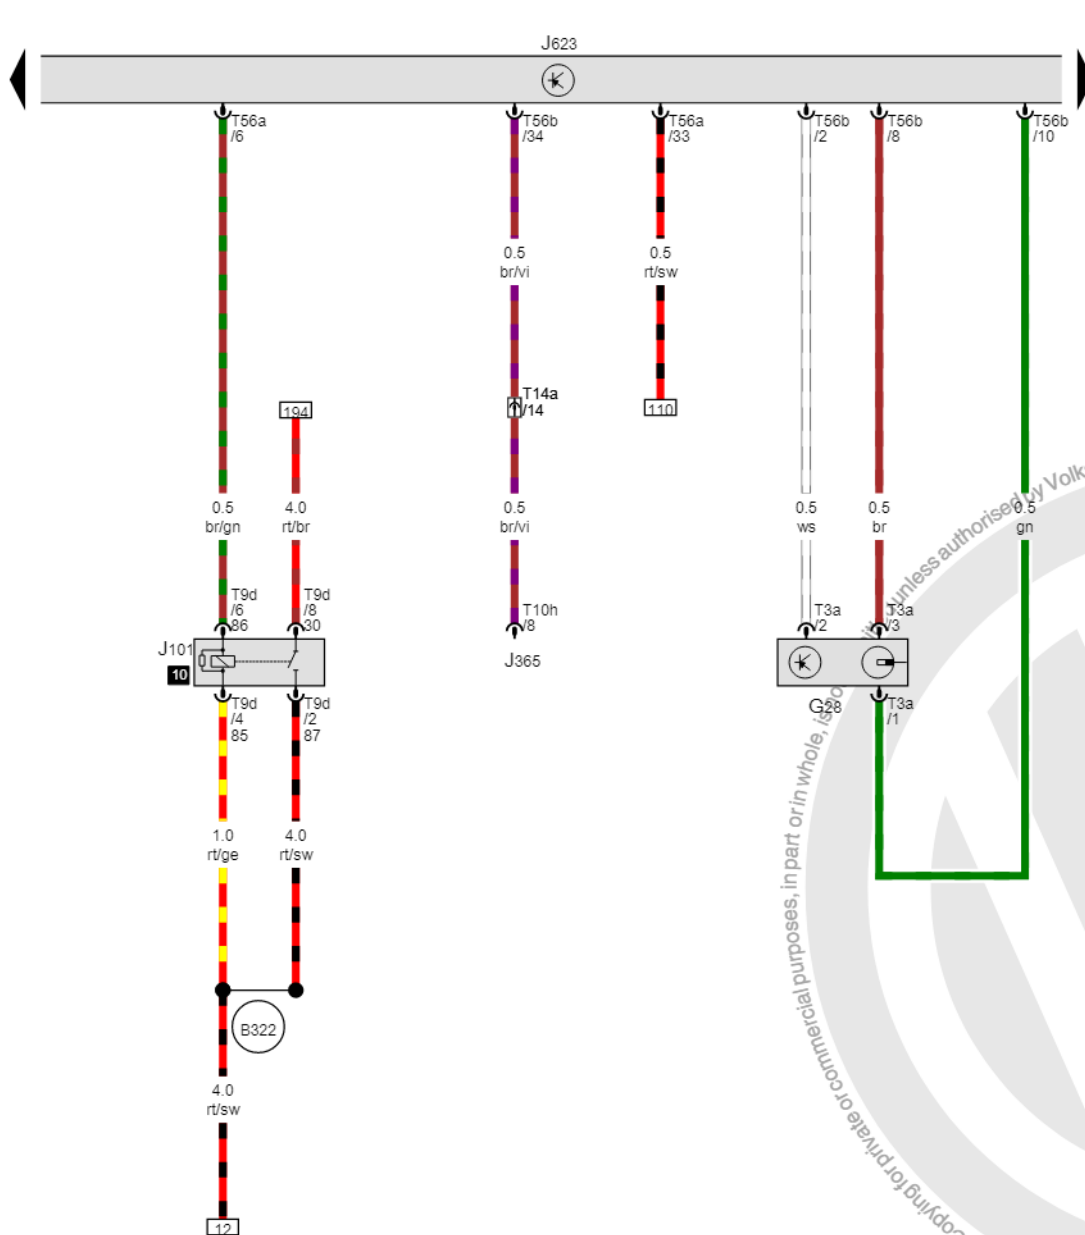 J623
T56a
/6
T56b
/34
T56a
/33
T56b
/2
T56b
/8
T56b
/10
0.5
br/vi
0.5
rt/sw
T14a
/14
194
110
0.5
br/gn
4.0
rt/br
0.5
br/vi
0.5
ws
0.5
br
0.5
gn
T9d
/6
86
T9d
/8
30
T10h
/8
T3a
/2
T3a
/3
J101
10
J365
G28
T9d
/4
85
T9d
/2
87
T3a
/1
1.0
rt/ge
4.0
rt/sw
B322
4.0
rt/sw
12
Copying for private or commercial purposes, in part or in whole, is no
unless authorised by Volk